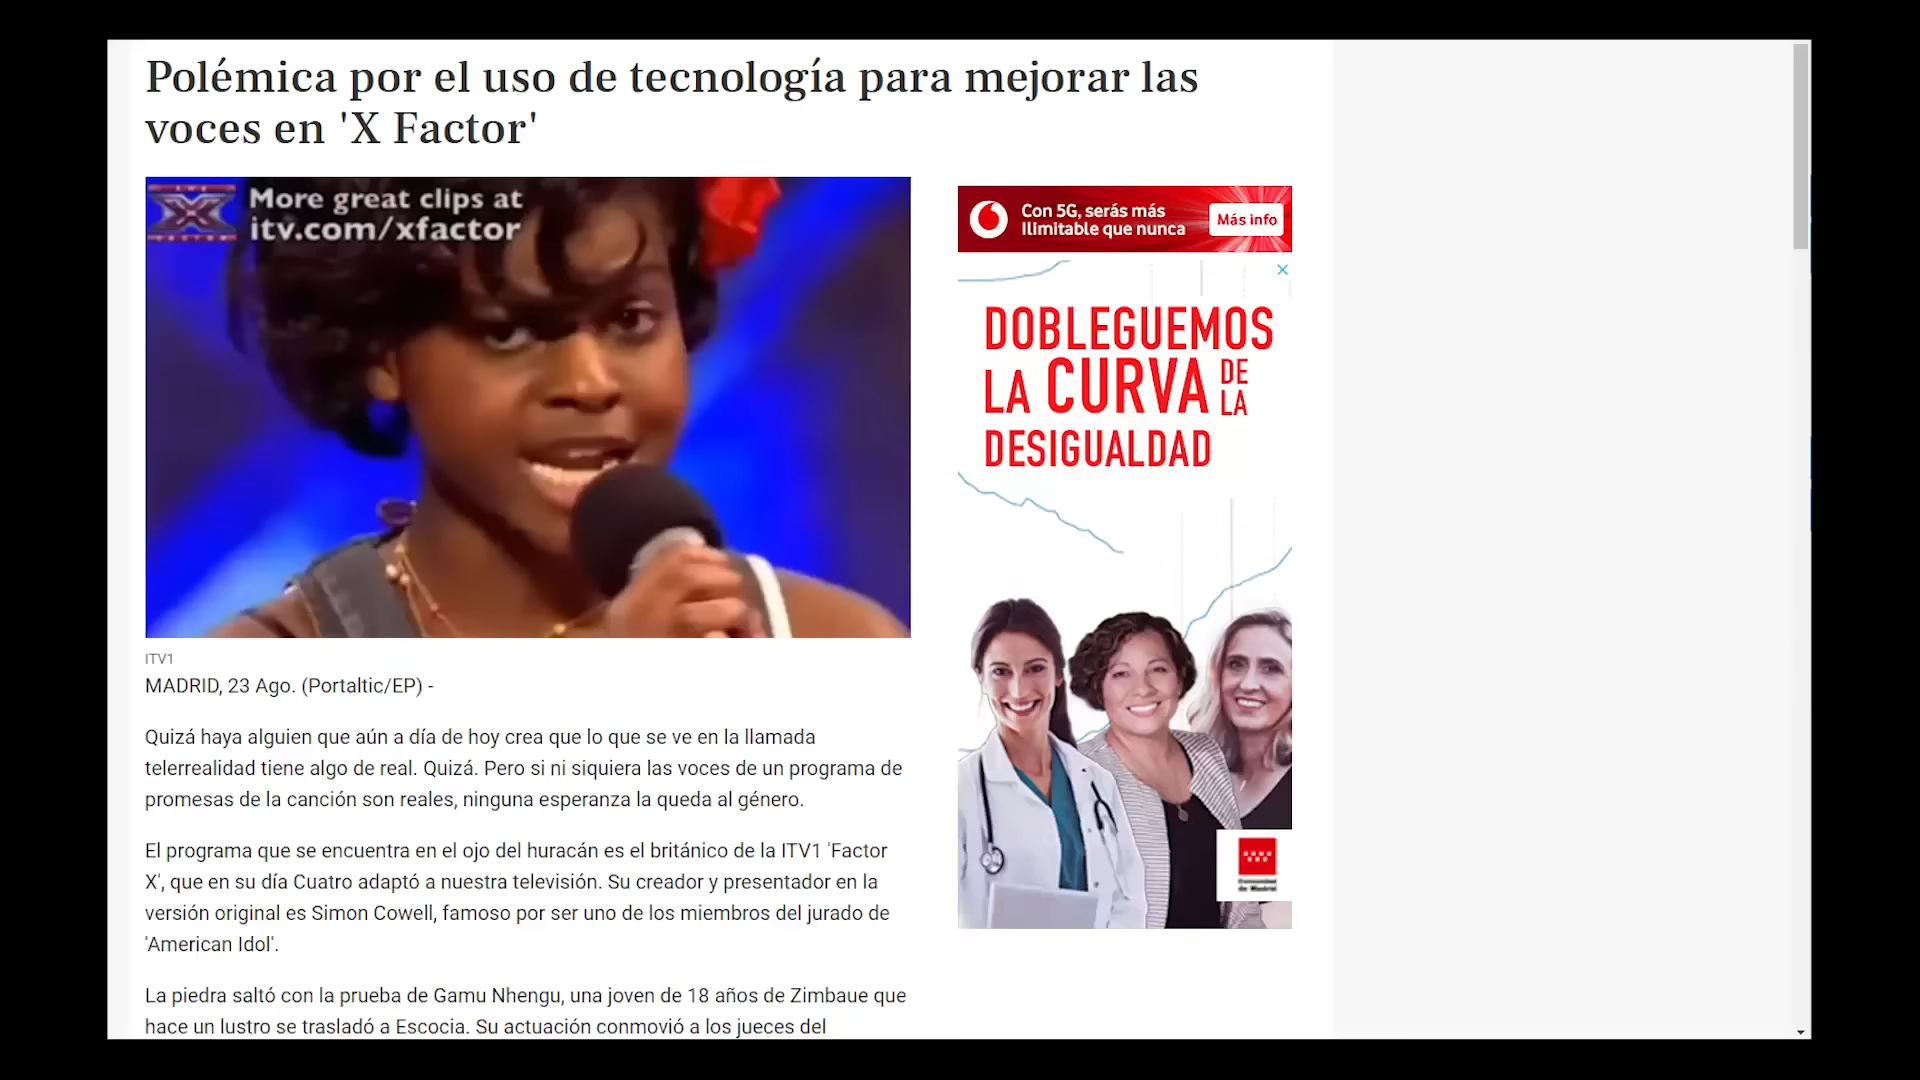 Polémica por el uso de tecnología para mejorar las
voces en 'X Factor'
More great clips at
itv.com/xfactor
ITV1
MADRID, 23 Ago. (Portaltic/EP) -
Quizá haya alguien que aún a día de hoy crea que lo que se ve en la llamada
telerrealidad tiene algo de real. Quizá. Pero si ni siquiera las voces de un programa de
promesas de la canción son reales, ninguna esperanza la queda al género.
El programa que se encuentra en el ojo del huracán es el británico de la ITV1 'Factor
X', que en su día Cuatro adaptó a nuestra televisión. Su creador y presentador en la
versión original es Simon Cowell, famoso por ser uno de los miembros del jurado de
'American Idol'.
La piedra saltó con la prueba de Gamu Nhengu, una joven de 18 años de Zimbaue que
hace un lustro se trasladó a Escocia. Su actuación conmovió a los jueces del
Con 5G, serás más
Ilimitable que nunca
Más info
DOBLEGUEMOS
LA CURVA DE LA
DESIGUALDAD
Comunidad
de Madrid